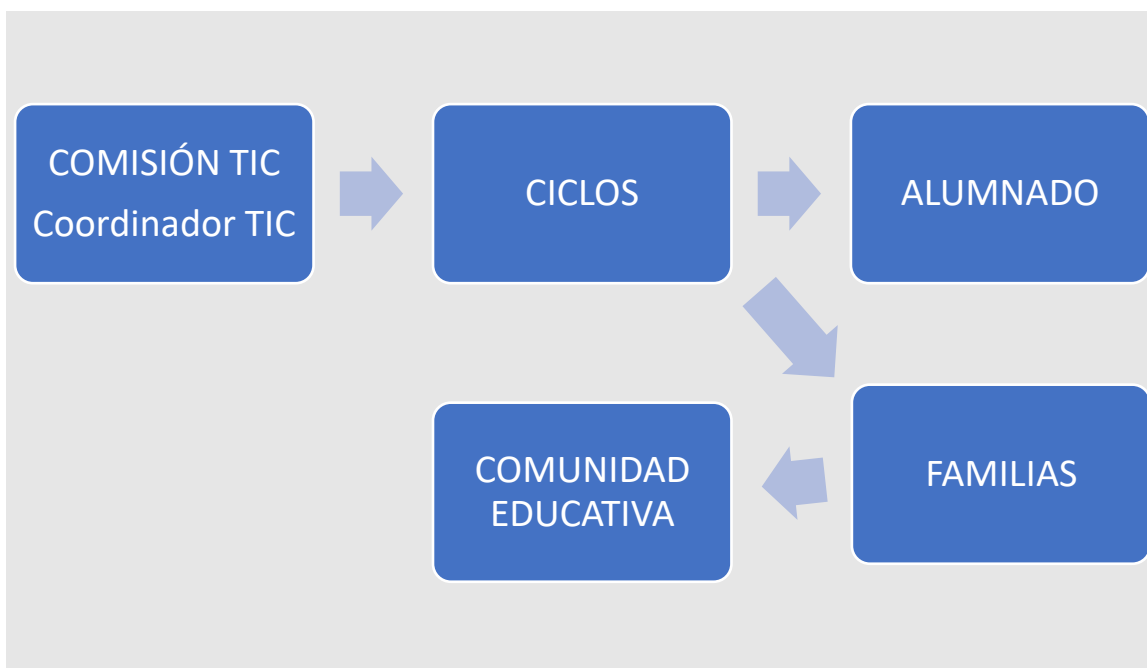 COMISIÓN TIC
Coordinador TIC
CICLOS
ALUMNADO
COMUNIDAD
EDUCATIVA
FAMILIAS